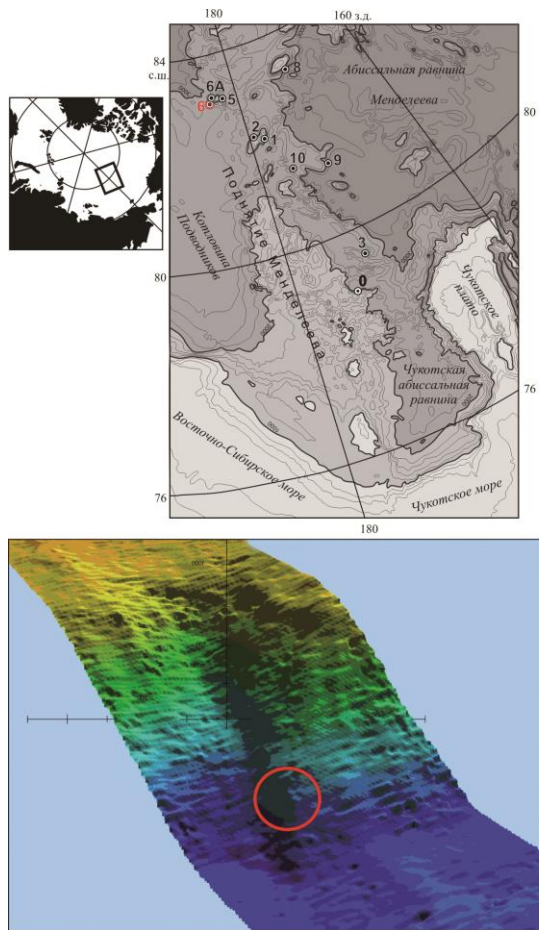 180
160 з.д.
84
с.ш.
8
Абиссальная равнина
Менделеева
6А
5
6
80
2
1
10
9
Поднятие Менделеева
Котловина
Подводников
3
80
0
Чукотское
плато
Чукотская
абиссальная
равнина
76
Восточно-Сибирское море
76
Чукотское море
180